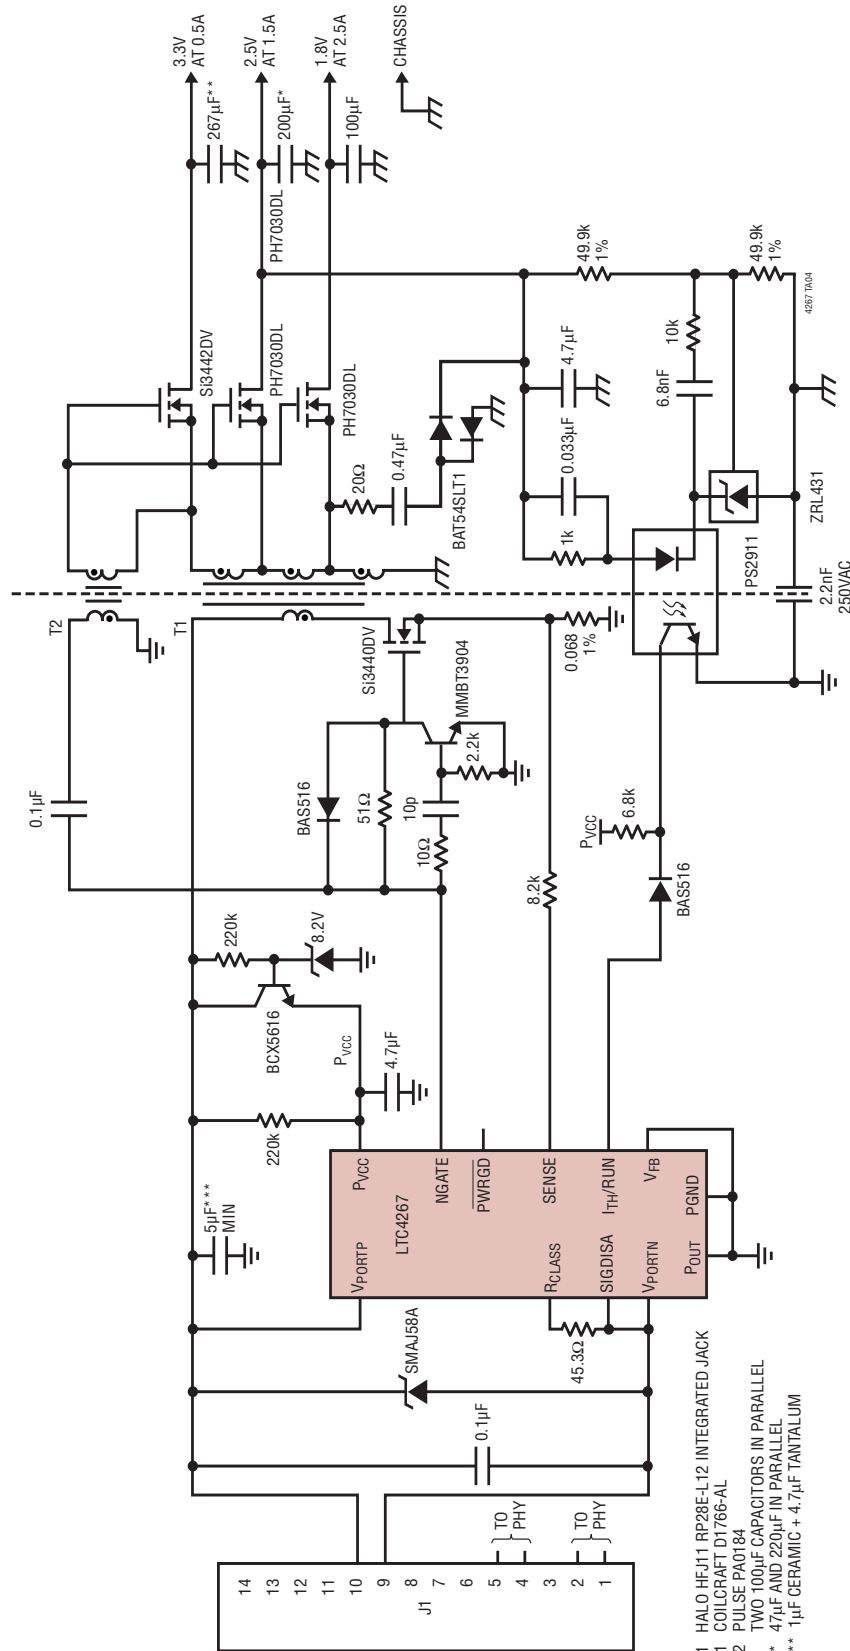 3.3V
AT 0.5A
2.5V
AT 1.5A
1.8V
AT 2.5A
CHASSIS
267µF**
200µF*
100µF
PH7030DL
Si3442DV
PH7030DL
PH7030DL
20Ω
0.47µF
BAT54SLT1
4.7µF
0.033µF
1k
49.9k
1%
49.9k
1%
10k
6.8nF
4267 TA04
ZRL431
PS2911
2.2nF
250VAC
T2
T1
0.1µF
Si3440DV
MMBT3904
0.068
1%
BAS516
51Ω
10p
10Ω
2.2k
8.2k
PVCC
6.8k
BAS516
220k
8.2V
BCX5616
PVCC
4.7µF
220k
5µF***
MIN
PVCC
NGATE
PWRGD
SENSE
ITH/RUN
VFB
PGND
POUT
VPORTP
LTC4267
RCLASS
SIGDISA
VPORTN
45.3Ω
SMAJ58A
0.1µF
J1
14
13
12
11
10
9
8
7
6
5
4
3
2
1
TO
PHY
TO
PHY
1 HALO HFJ11 RP28E-L12 INTEGRATED JACK
1 COILCRAFT D1766-AL
2 PULSE PA0184
TWO 100µF CAPACITORS IN PARALLEL
* 47µF AND 220µF IN PARALLEL
** 1µF CERAMIC + 4.7µF TANTALUM